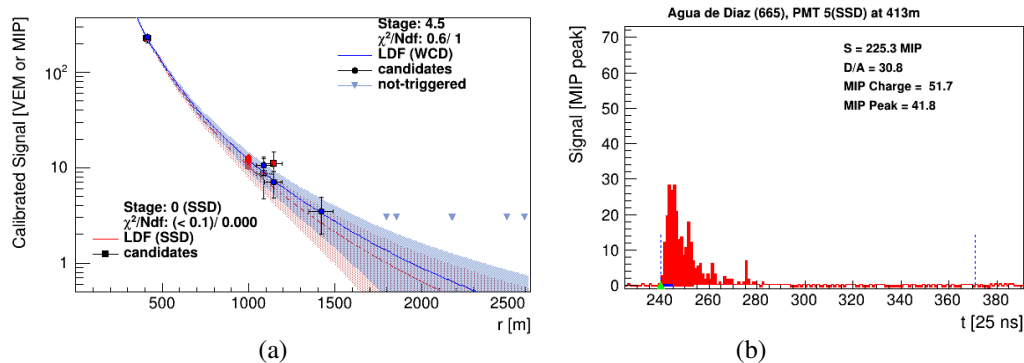 Calibrated Signal [VEM or MIP]
10²
10
1
Stage: 4.5
χ²/Ndf: 0.6/ 1
LDF (WCD)
candidates
not-triggered
Stage: 0 (SSD)
χ²/Ndf: (< 0.1)/ 0.000
LDF (SSD)
candidates
500 1000 1500 2000 2500
r [m]
(a)
Agua de Diaz (665), PMT 5(SSD) at 413m
Signal [MIP peak]
70
60
50
40
30
20
10
0
S = 225.3 MIP
D/A = 30.8
MIP Charge = 51.7
MIP Peak = 41.8
240 260 280 300 320 340 360 380
t [25 ns]
(b)